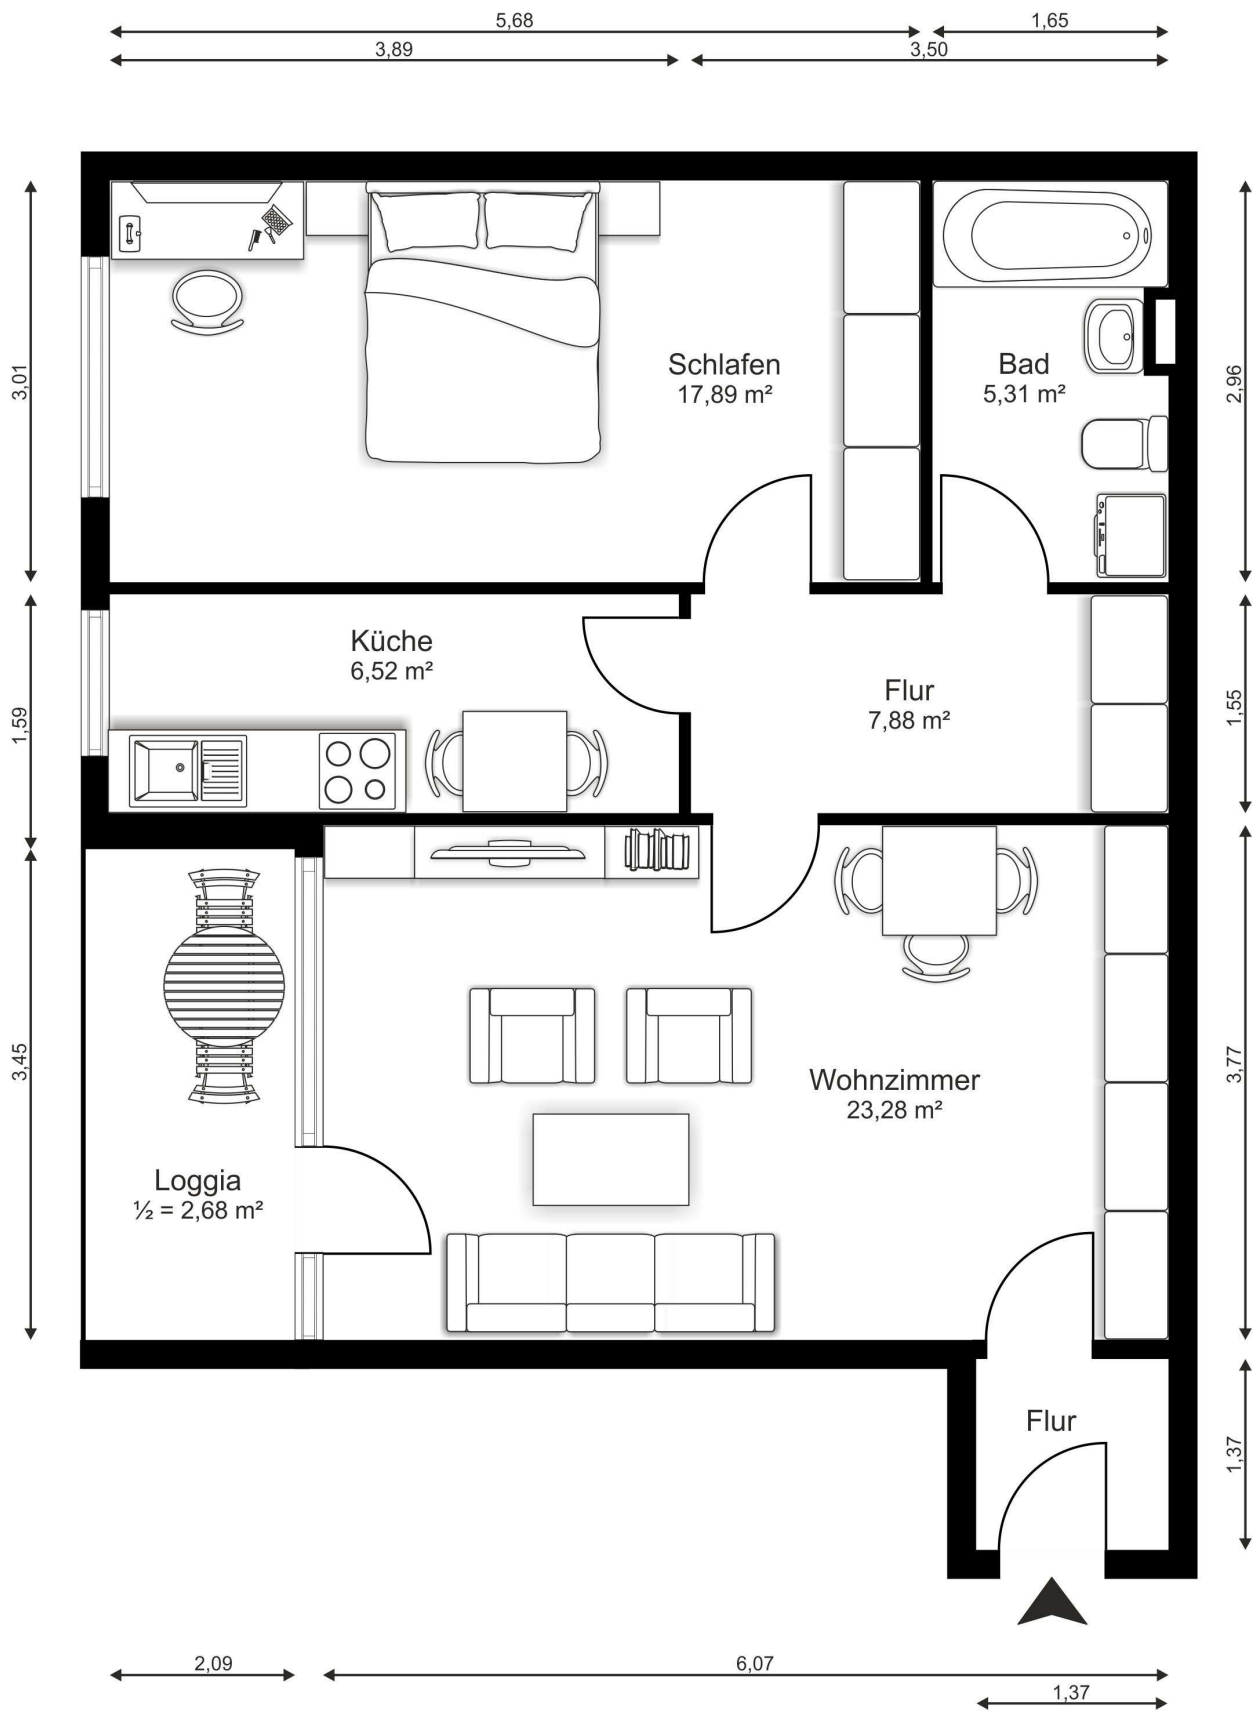 5,68
1,65
3,89
3,50
3,01
2,96
Schlafen
17,89 m²
Bad
5,31 m²
Küche
6,52 m²
Flur
7,88 m²
1,59
1,55
3,45
3,77
Wohnzimmer
23,28 m²
Loggia
½ = 2,68 m²
Flur
1,37
2,09
6,07
1,37